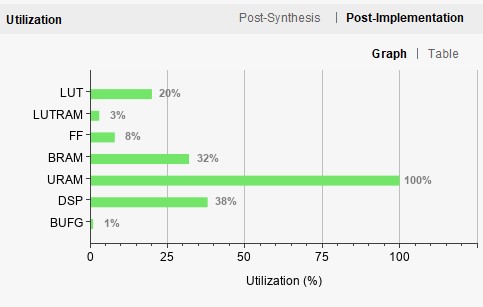 Utilization Post-Synthesis | Post-Implementation
Graph | Table
LUT 20%
LUTRAM 3%
FF 8%
BRAM 32%
URAM 100%
DSP 38%
BUFG 1%
0 25 50 75 100
Utilization (%)